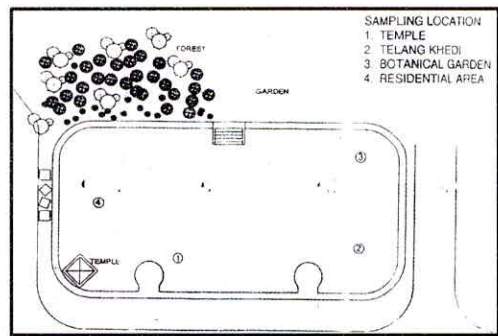 SAMPLING LOCATION
1. TEMPLE
2. TELANG KHEDI
3. BOTANICAL GARDEN
4. RESIDENTIAL AREA
FOREST
GARDEN
3
4
TEMPLE
1
2